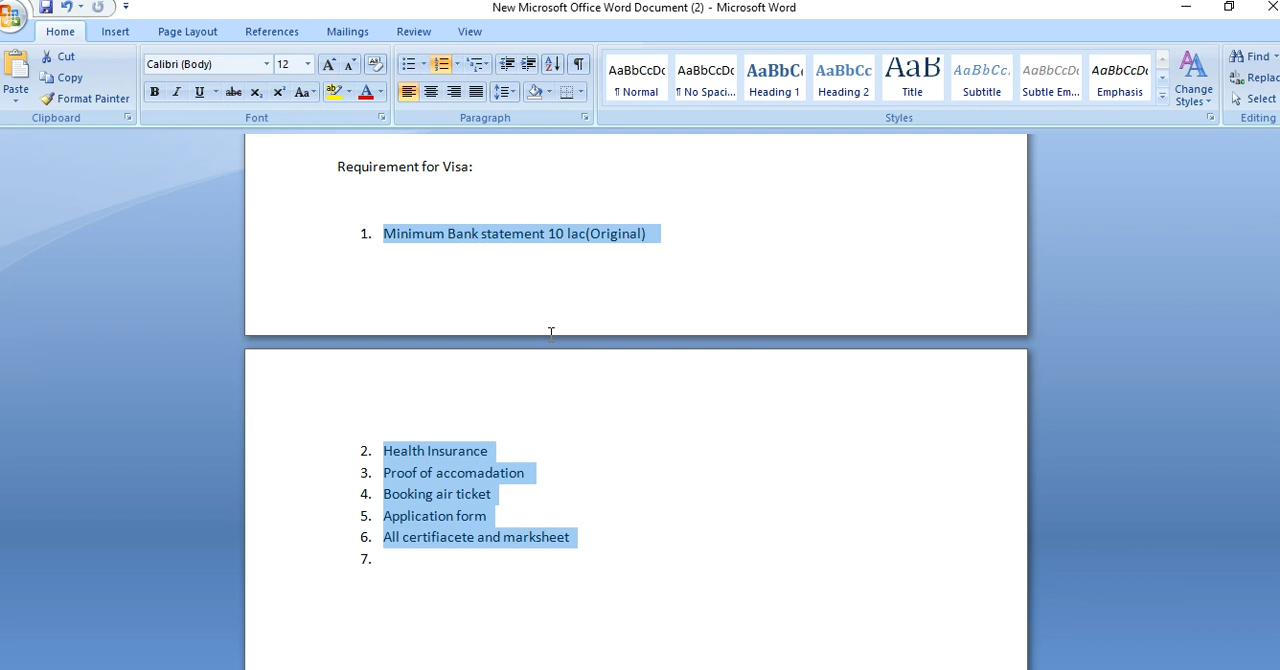 New Microsoft Office Word Document (2) - Microsoft Word
Home Insert Page Layout References Mailings Review View
Cut
Copy
Format Painter
Paste
Clipboard
Calibri (Body) 12
Font
Paragraph
AaBbCcDc AaBbCcDc AaBbC AaBbCc AaB AaBbCc. AaBbCcDc AaBbCcDc
¶ Normal ¶ No Spaci... Heading 1 Heading 2 Title Subtitle Subtle Em... Emphasis
Change
Styles
Styles
Find
Replac
Select
Editing
Requirement for Visa:
1. Minimum Bank statement 10 lac(Original)
2. Health Insurance
3. Proof of accomadation
4. Booking air ticket
5. Application form
6. All certifiacete and marksheet
7.